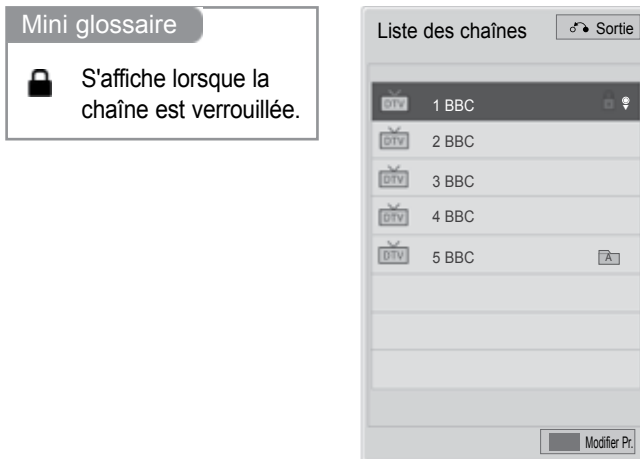 Mini glossaire
S'affiche lorsque la
chaîne est verrouillée.
Liste des chaînes
Sortie
DTV 1 BBC
DTV 2 BBC
DTV 3 BBC
DTV 4 BBC
DTV 5 BBC A
Modifier Pr.